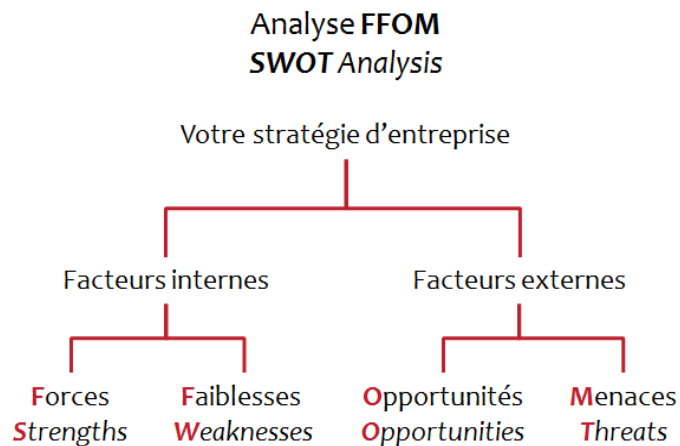 Analyse FFOM
SWOT Analysis
Votre stratégie d'entreprise
Facteurs internes
Facteurs externes
Forces
Strengths
Faiblesses
Weaknesses
Opportunités
Opportunities
Menaces
Threats